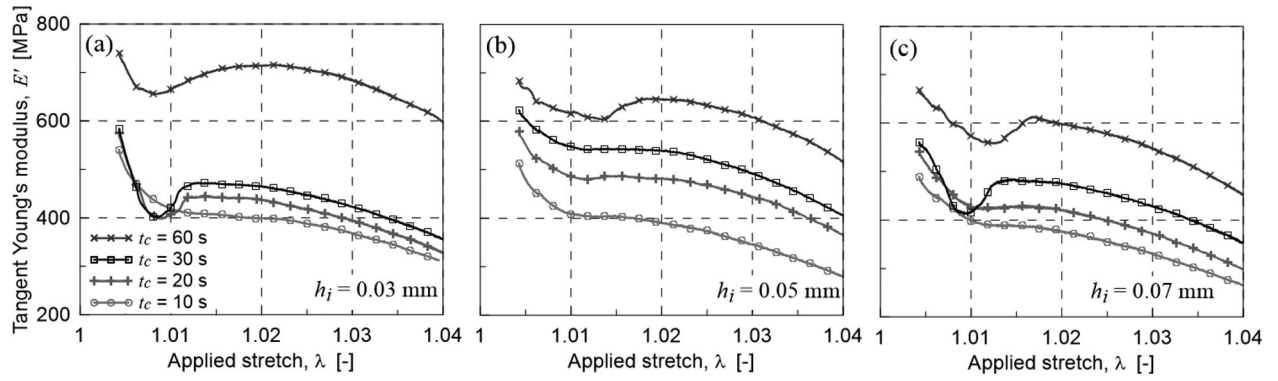 Tangent Young's modulus, E' [MPa]
800
600
400
200
(a)
tc = 60 s
tc = 30 s
tc = 20 s
tc = 10 s
hi = 0.03 mm
1 1.01 1.02 1.03 1.04
Applied stretch, λ [-]
(b)
hi = 0.05 mm
1 1.01 1.02 1.03 1.04
Applied stretch, λ [-]
(c)
hi = 0.07 mm
1 1.01 1.02 1.03 1.04
Applied stretch, λ [-]